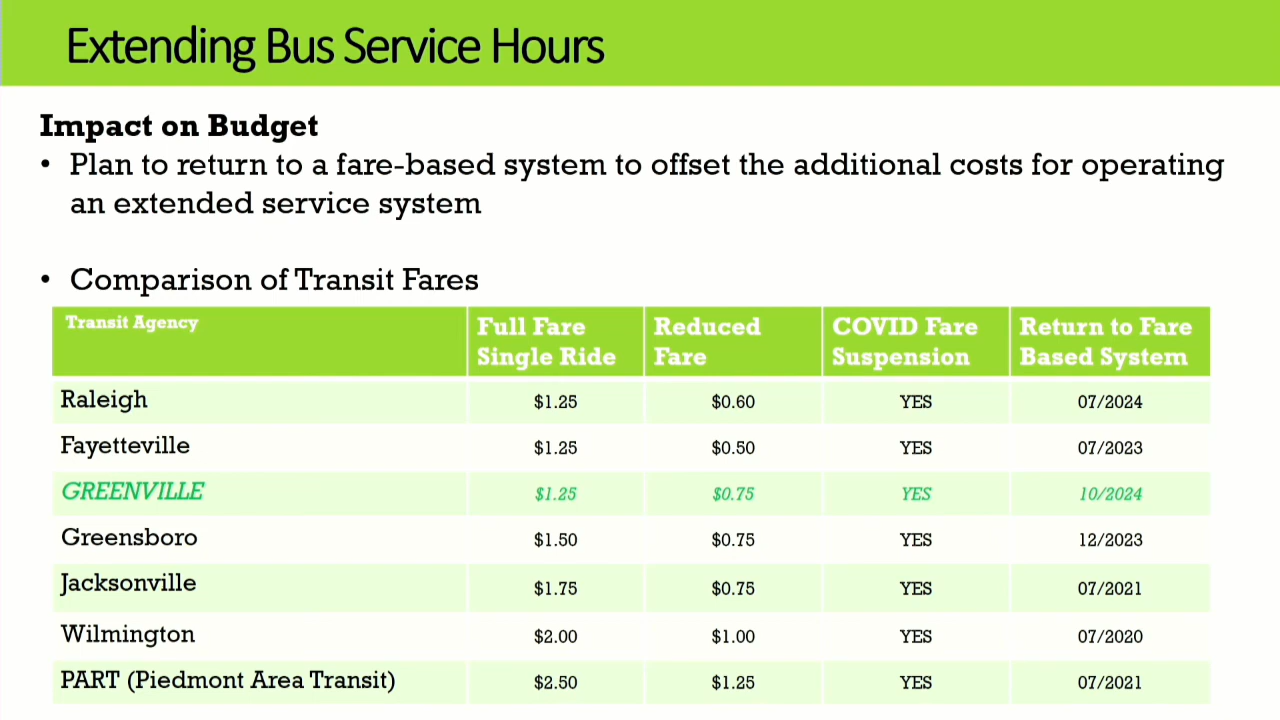 Extending Bus Service Hours
Impact on Budget
• Plan to return to a fare-based system to offset the additional costs for operating
an extended service system
• Comparison of Transit Fares
Transit Agency Full Fare Single Ride Reduced Fare COVID Fare Suspension Return to Fare Based System
Raleigh $1.25 $0.60 YES 07/2024
Fayetteville $1.25 $0.50 YES 07/2023
GREENVILLE $1.25 $0.75 YES 10/2024
Greensboro $1.50 $0.75 YES 12/2023
Jacksonville $1.75 $0.75 YES 07/2021
Wilmington $2.00 $1.00 YES 07/2020
PART (Piedmont Area Transit) $2.50 $1.25 YES 07/2021